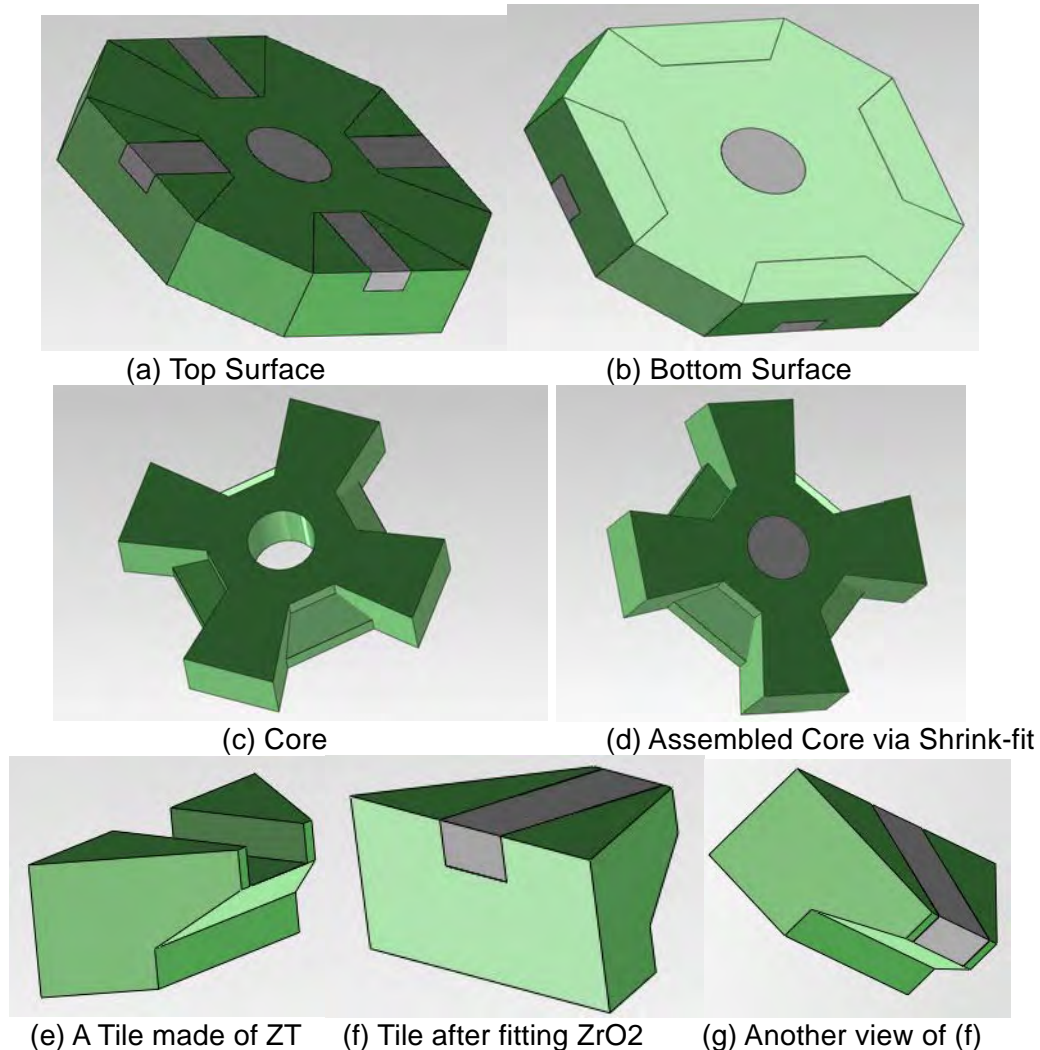 (a) Top Surface
(b) Bottom Surface
(c) Core
(d) Assembled Core via Shrink-fit
(e) A Tile made of ZT
(f) Tile after fitting ZrO2
(g) Another view of (f)